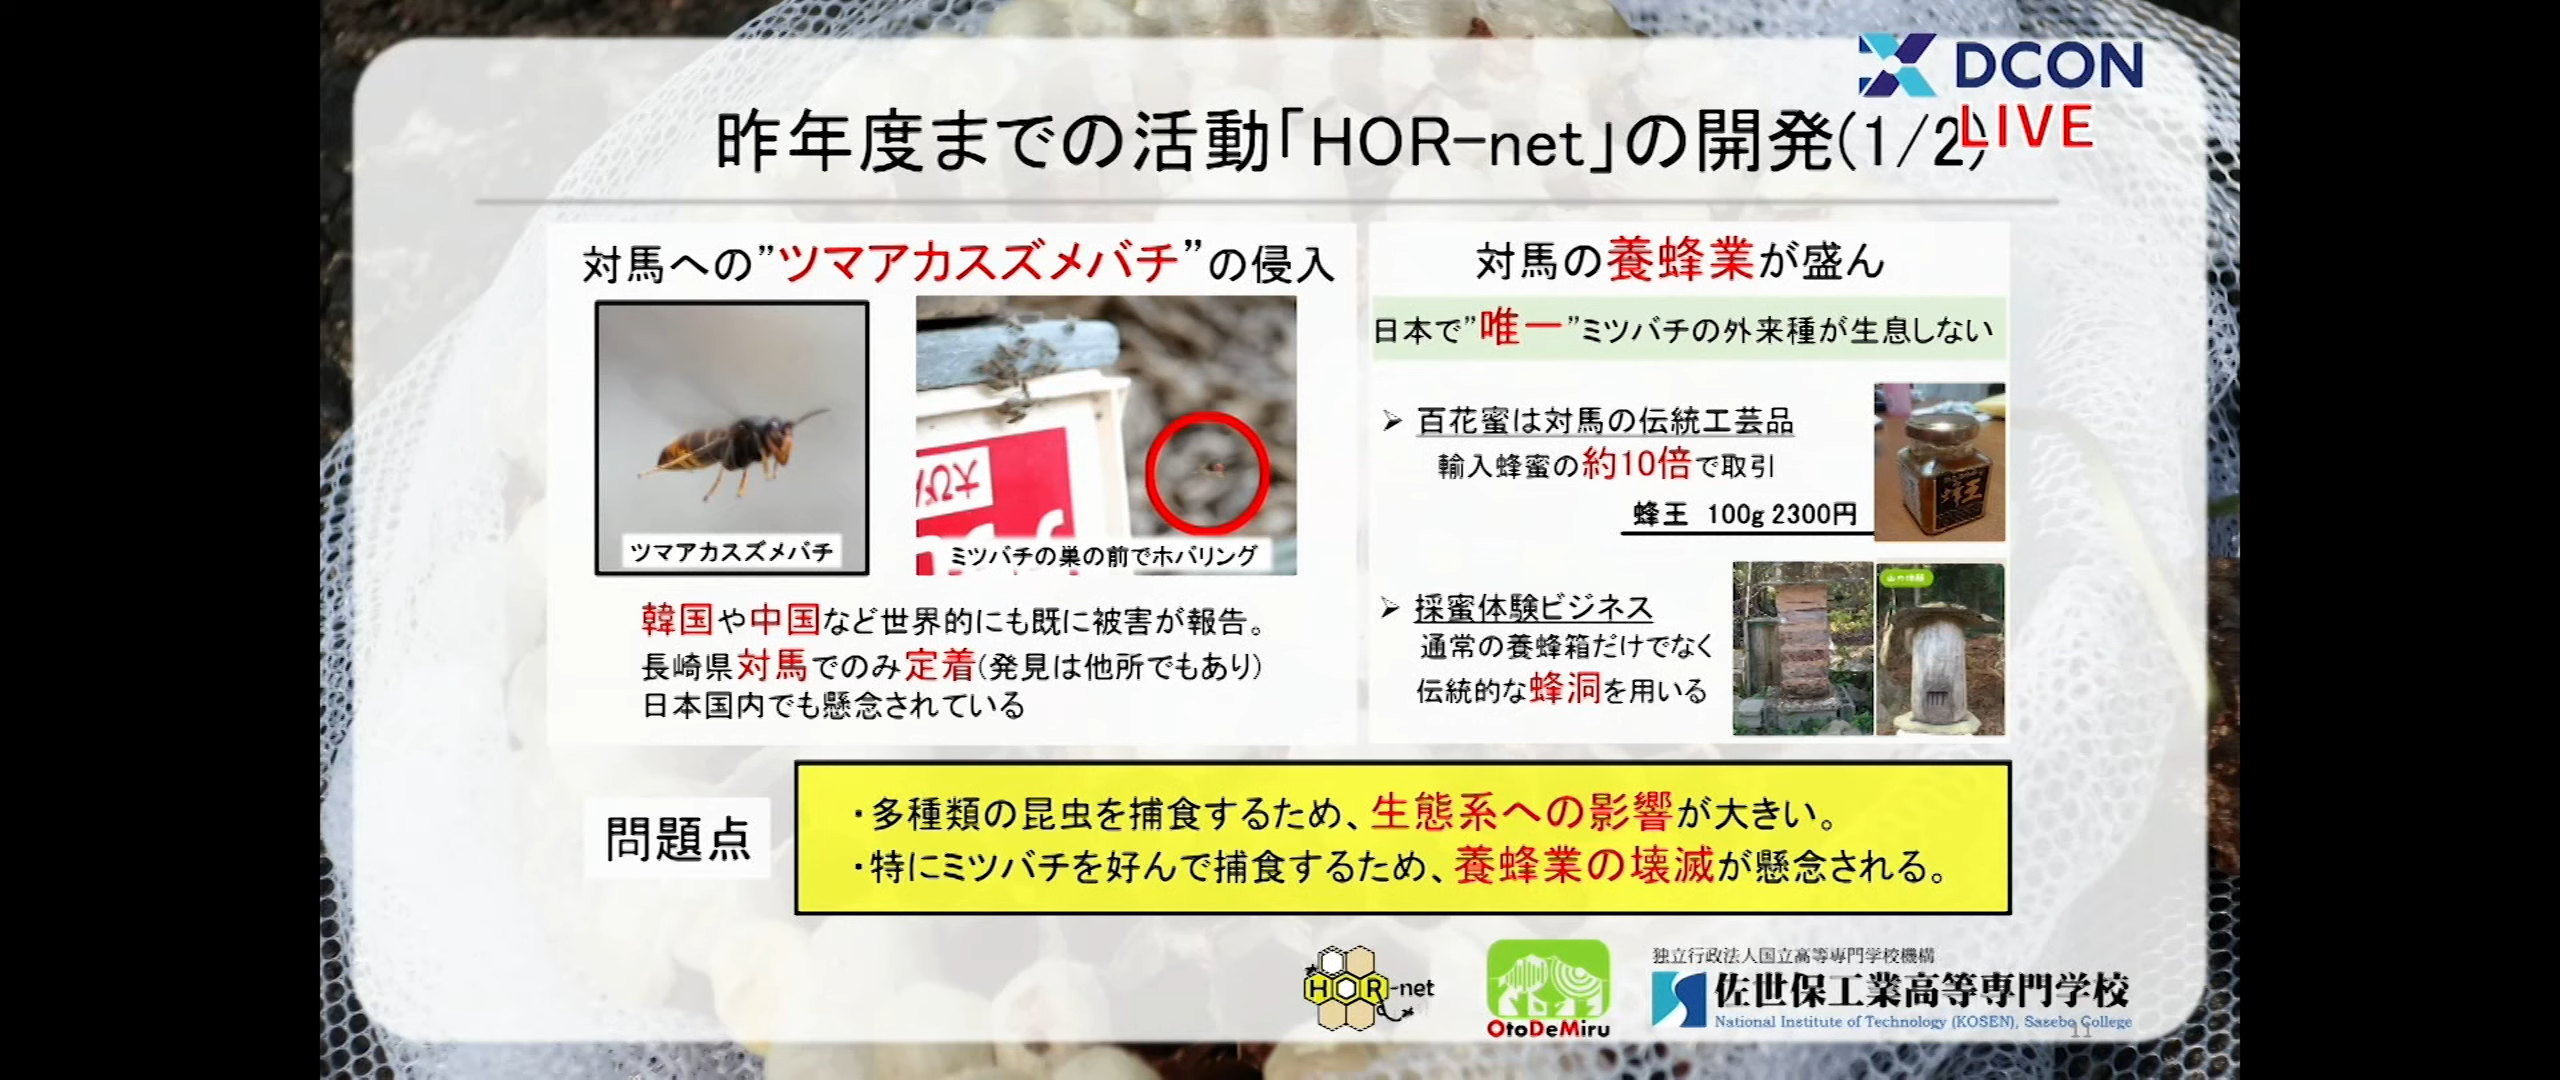 DCON
LIVE
昨年度までの活動「HOR-net」の開発(1/2)
対馬への”ツマアカスズメバチ”の侵入
ツマアカスズメバチ
ミツバチの巣の前でホバリング
韓国や中国など世界的にも既に被害が報告。
長崎県対馬でのみ定着(発見は他所でもあり)
日本国内でも懸念されている
対馬の養蜂業が盛ん
日本で”唯一”ミツバチの外来種が生息しない
➢ 百花蜜は対馬の伝統工芸品
輸入蜂蜜の約10倍で取引
蜂王 100g 2300円
➢ 採蜜体験ビジネス
通常の養蜂箱だけでなく
伝統的な蜂洞を用いる
問題点
・多種類の昆虫を捕食するため、生態系への影響が大きい。
・特にミツバチを好んで捕食するため、養蜂業の壊滅が懸念される。
HOR-net
OtoDeMiru
独立行政法人国立高等専門学校機構
佐世保工業高等専門学校
National Institute of Technology (KOSEN), Sasebo College
11